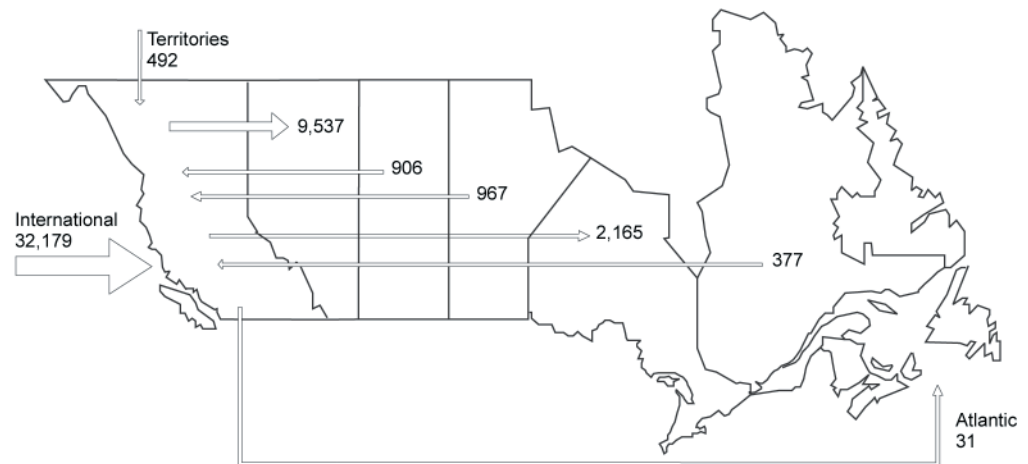 Territories
492
9,537
906
967
International
32,179
2,165
377
Atlantic
31